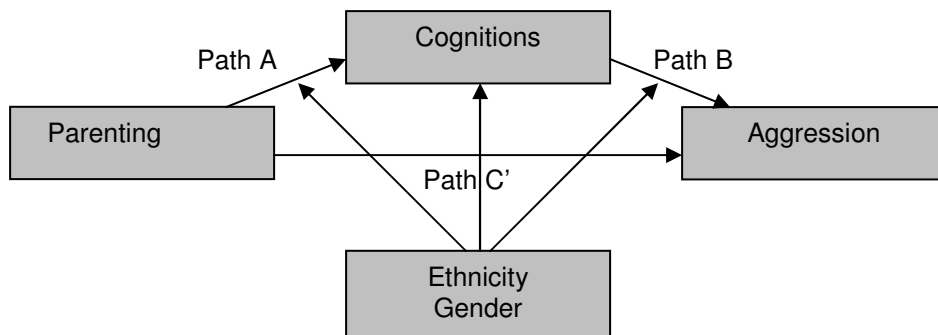 Cognitions
Path A
Path B
Parenting
Aggression
Path C'
Ethnicity
Gender